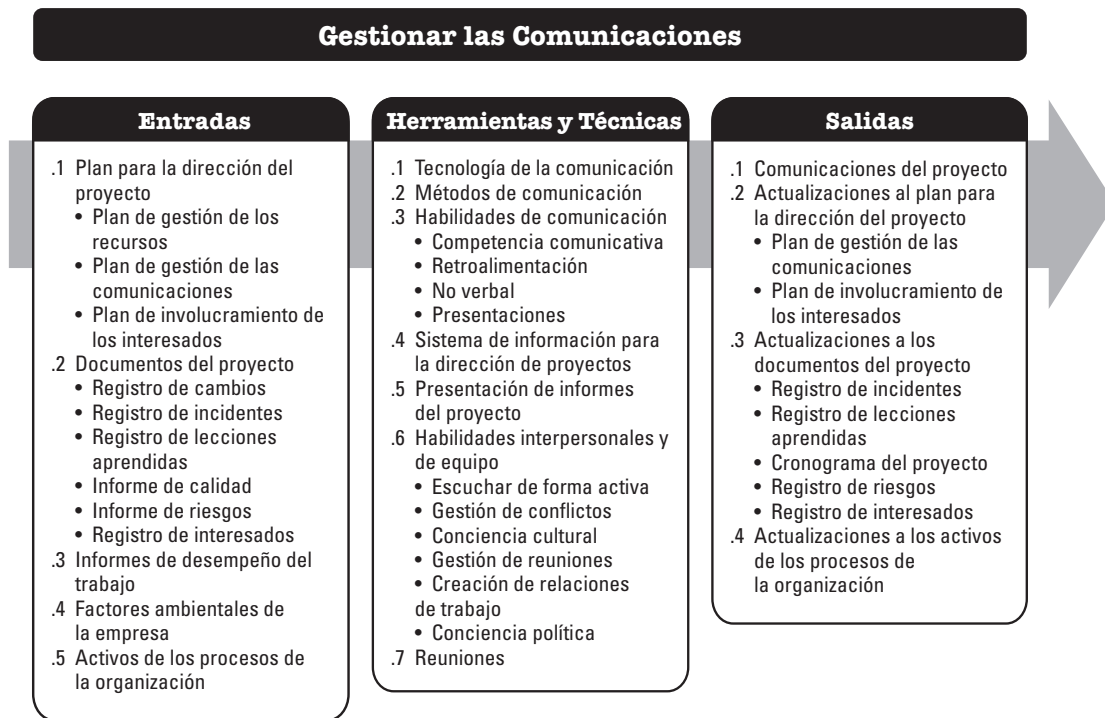 Gestionar las Comunicaciones
Entradas
.1 Plan para la dirección del
proyecto
• Plan de gestión de los
recursos
• Plan de gestión de las
comunicaciones
• Plan de involucramiento de
los interesados
.2 Documentos del proyecto
• Registro de cambios
• Registro de incidentes
• Registro de lecciones
aprendidas
• Informe de calidad
• Informe de riesgos
• Registro de interesados
.3 Informes de desempeño del
trabajo
.4 Factores ambientales de
la empresa
.5 Activos de los procesos de
la organización
Herramientas y Técnicas
.1 Tecnología de la comunicación
.2 Métodos de comunicación
.3 Habilidades de comunicación
• Competencia comunicativa
• Retroalimentación
• No verbal
• Presentaciones
.4 Sistema de información para
la dirección de proyectos
.5 Presentación de informes
del proyecto
.6 Habilidades interpersonales y
de equipo
• Escuchar de forma activa
• Gestión de conflictos
• Conciencia cultural
• Gestión de reuniones
• Creación de relaciones
de trabajo
• Conciencia política
.7 Reuniones
Salidas
.1 Comunicaciones del proyecto
.2 Actualizaciones al plan para
la dirección del proyecto
• Plan de gestión de las
comunicaciones
• Plan de involucramiento de
los interesados
.3 Actualizaciones a los
documentos del proyecto
• Registro de incidentes
• Registro de lecciones
aprendidas
• Cronograma del proyecto
• Registro de riesgos
• Registro de interesados
.4 Actualizaciones a los activos
de los procesos de
la organización